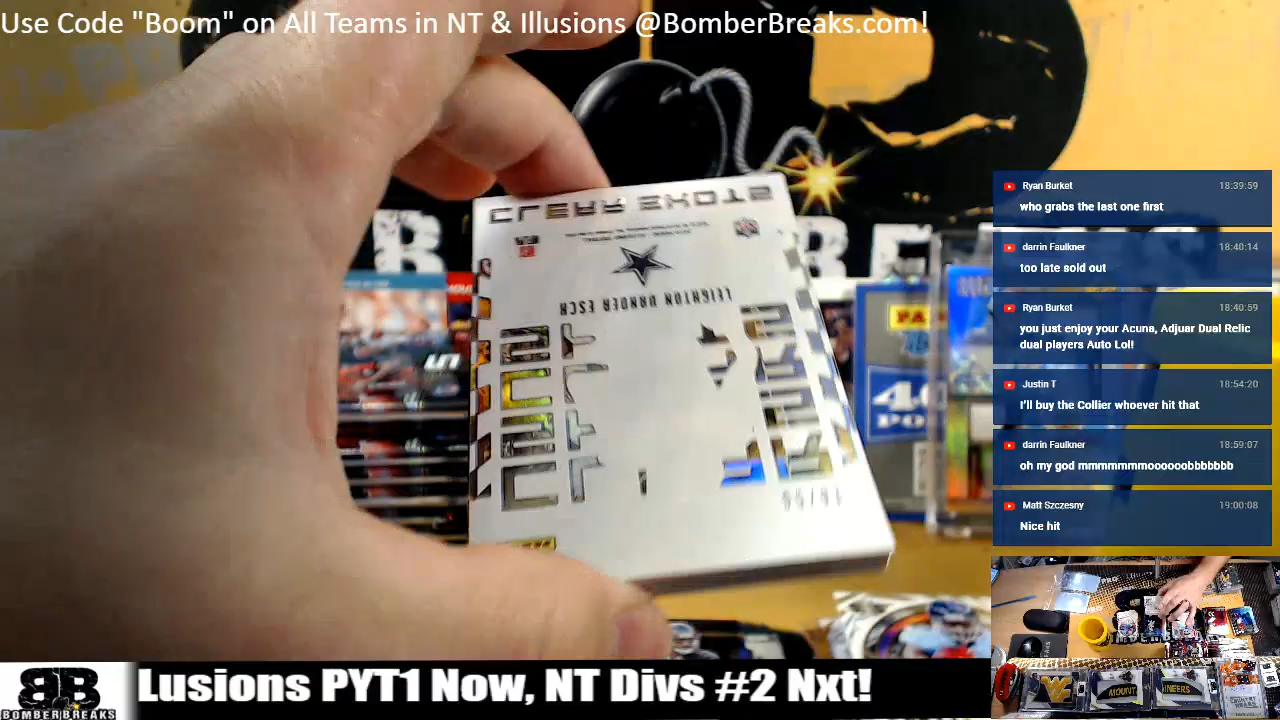 Use Code "Boom" on All Teams in NT & Illusions @BomberBreaks.com!
CLEAR SHOTS
LEIGHTON VANDER ESCH
Ryan Burket 18:39:59
who grabs the last one first
darrin Faulkner 18:40:14
too late sold out
Ryan Burket 18:40:59
you just enjoy your Acuna, Adjuar Dual Relic
dual players Auto Lol!
Justin T 18:54:20
I'll buy the Collier whoever hit that
darrin Faulkner 18:59:07
oh my god mmmmmmmoooooobbbbbbb
Matt Szczesny 19:00:08
Nice hit
MOUNT
INEERS
BB
BOMBERBREAKS
Lusions PYT1 Now, NT Divs #2 Nxt!